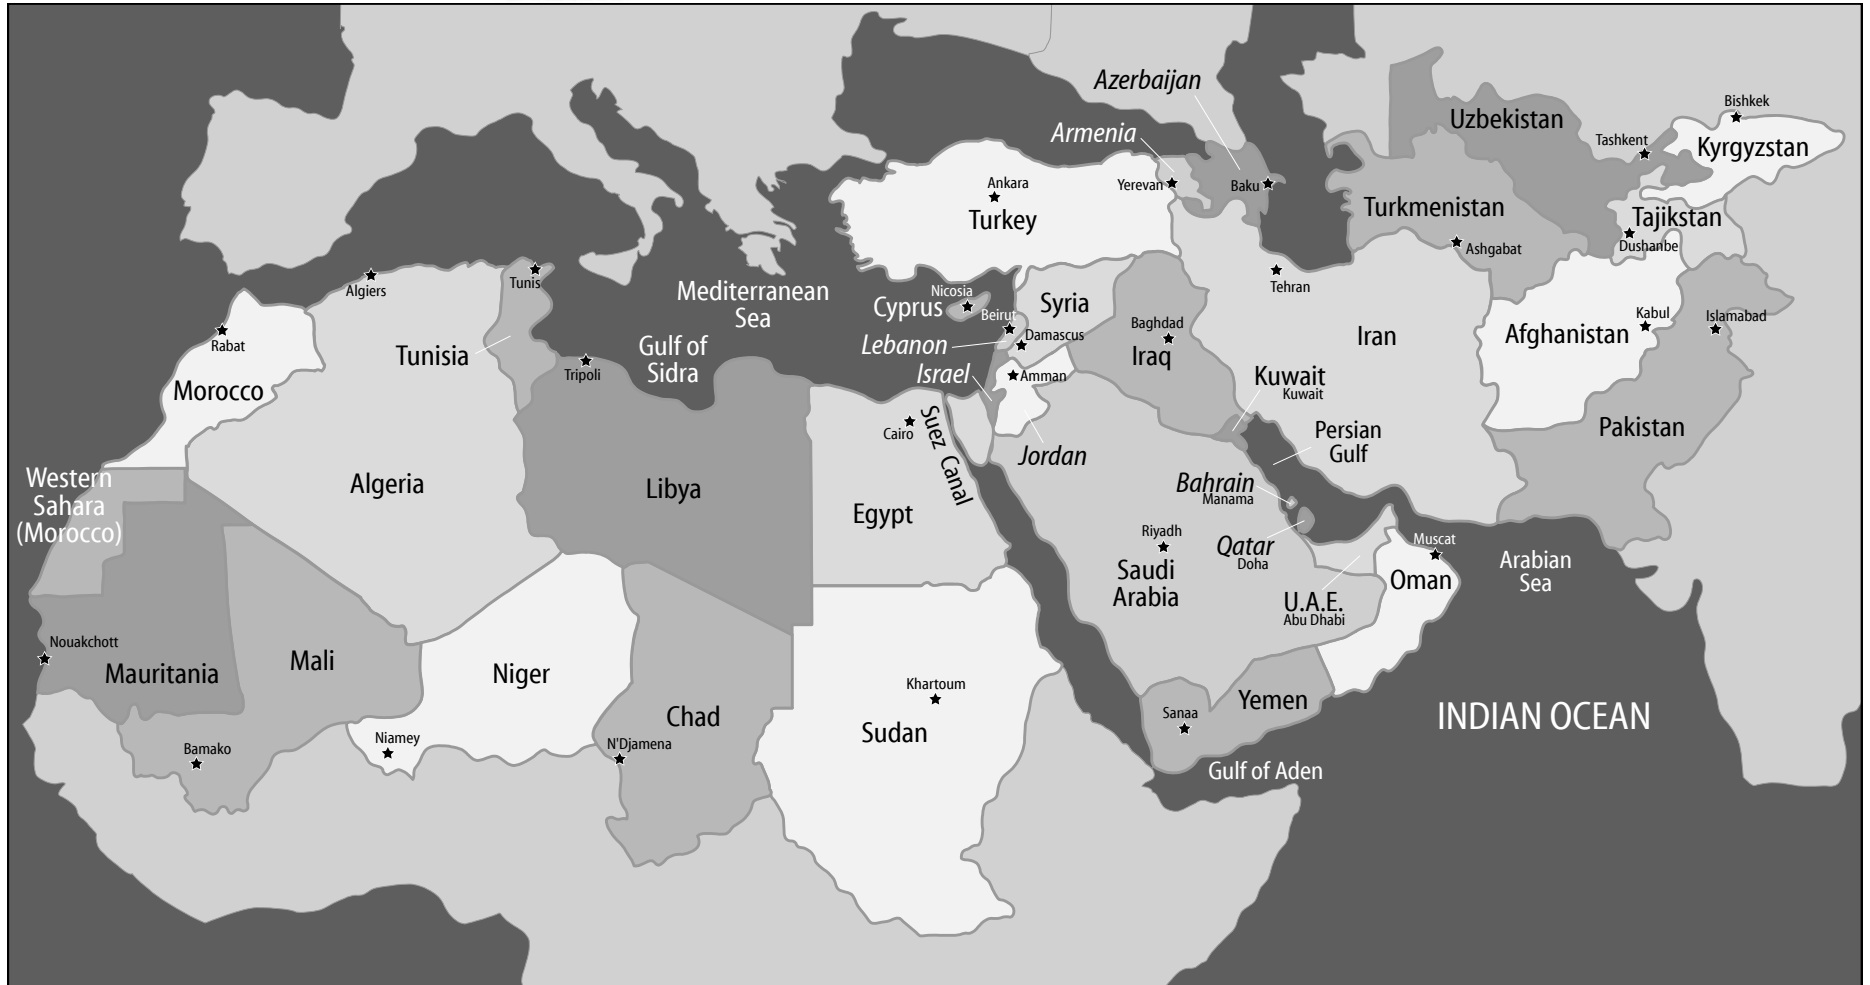 Azerbaijan
Bishkek
Uzbekistan
Armenia
Tashkent
Kyrgyzstan
Ankara
Yerevan
Baku
Turkey
Turkmenistan
Tajikstan
Ashgabat
Dushanbe
Algiers
Tunis
Tehran
Mediterranean
Sea
Cyprus
Nicosia
Syria
Beirut
Baghdad
Iran
Afghanistan
Kabul
Islamabad
Rabat
Tunisia
Gulf of
Sidra
Lebanon
Damascus
Iraq
Tripoli
Israel
Amman
Kuwait
Kuwait
Morocco
Cairo
Suez Canal
Jordan
Persian
Gulf
Pakistan
Western
Sahara
(Morocco)
Algeria
Libya
Egypt
Bahrain
Manama
Riyadh
Saudi
Arabia
Qatar
Doha
Muscat
Oman
Arabian
Sea
U.A.E.
Abu Dhabi
Nouakchott
Mauritania
Mali
Niger
Chad
Khartoum
Sudan
Sanaa
Yemen
INDIAN OCEAN
Bamako
Niamey
N'Djamena
Gulf of Aden